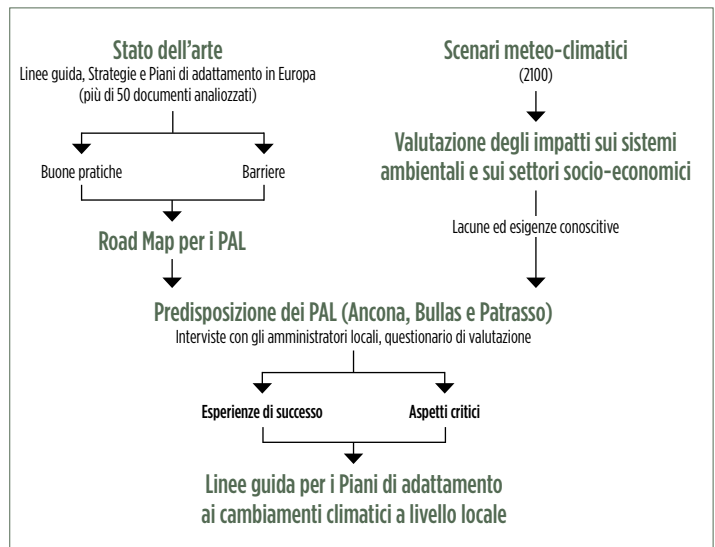 Stato dell'arte
Linee guida, Strategie e Piani di adattamento in Europa
(più di 50 documenti analiozzati)
Buone pratiche
Barriere
Road Map per i PAL
Scenari meteo-climatici
(2100)
Valutazione degli impatti sui sistemi
ambientali e sui settori socio-economici
Lacune ed esigenze conoscitive
Predisposizione dei PAL (Ancona, Bullas e Patrasso)
Interviste con gli amministratori locali, questionario di valutazione
Esperienze di successo
Aspetti critici
Linee guida per i Piani di adattamento
ai cambiamenti climatici a livello locale